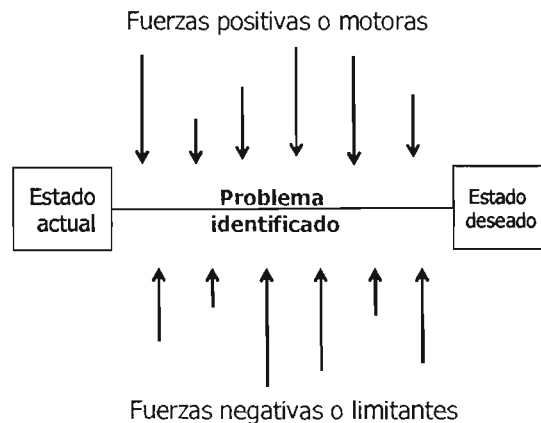 Fuerzas positivas o motoras
Estado
actual
Problema
identificado
Estado
deseado
Fuerzas negativas o limitantes